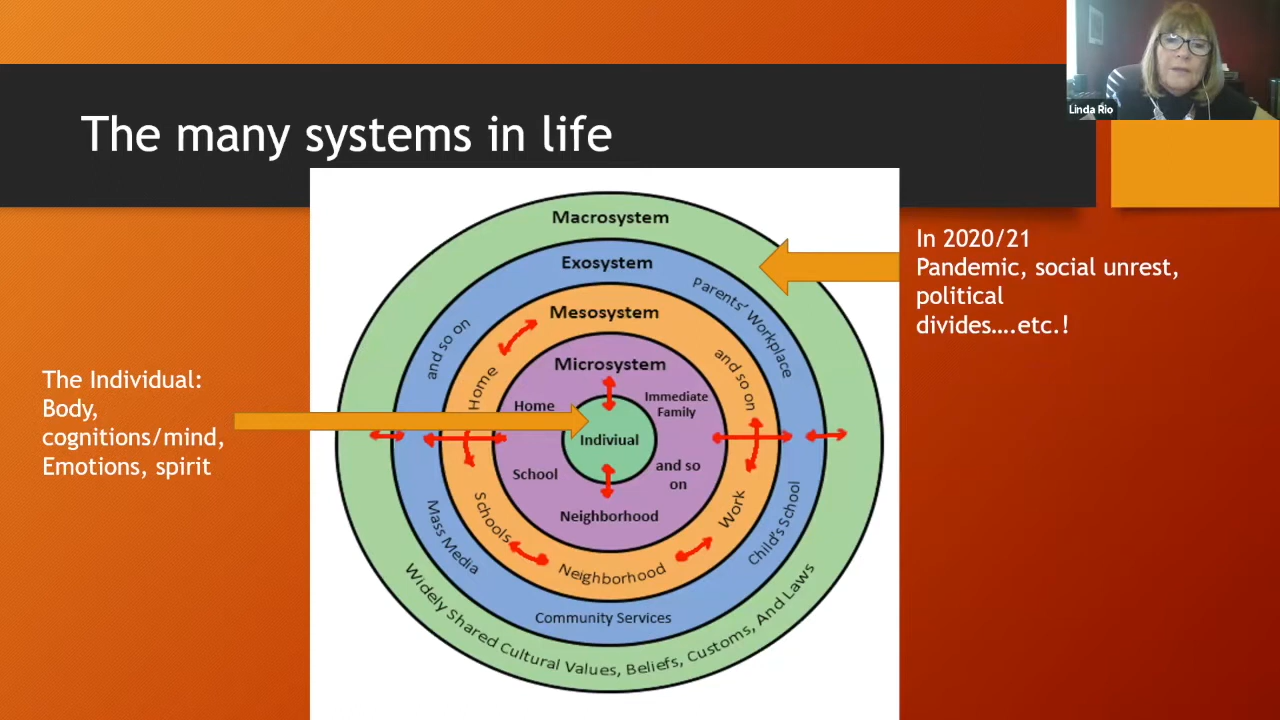 Linda Rio
The many systems in life
Macrosystem
Exosystem
Parents' Workplace
and so on
Mesosystem
Home
and so on
Microsystem
Home
Immediate
Family
Indiviual
School
and so
on
Neighborhood
Schools
Work
Neighborhood
Mass Media
Child's School
Community Services
Widely Shared Cultural Values, Beliefs, Customs, And Laws
In 2020/21
Pandemic, social unrest,
political
divides….etc.!
The Individual:
Body,
cognitions/mind,
Emotions, spirit